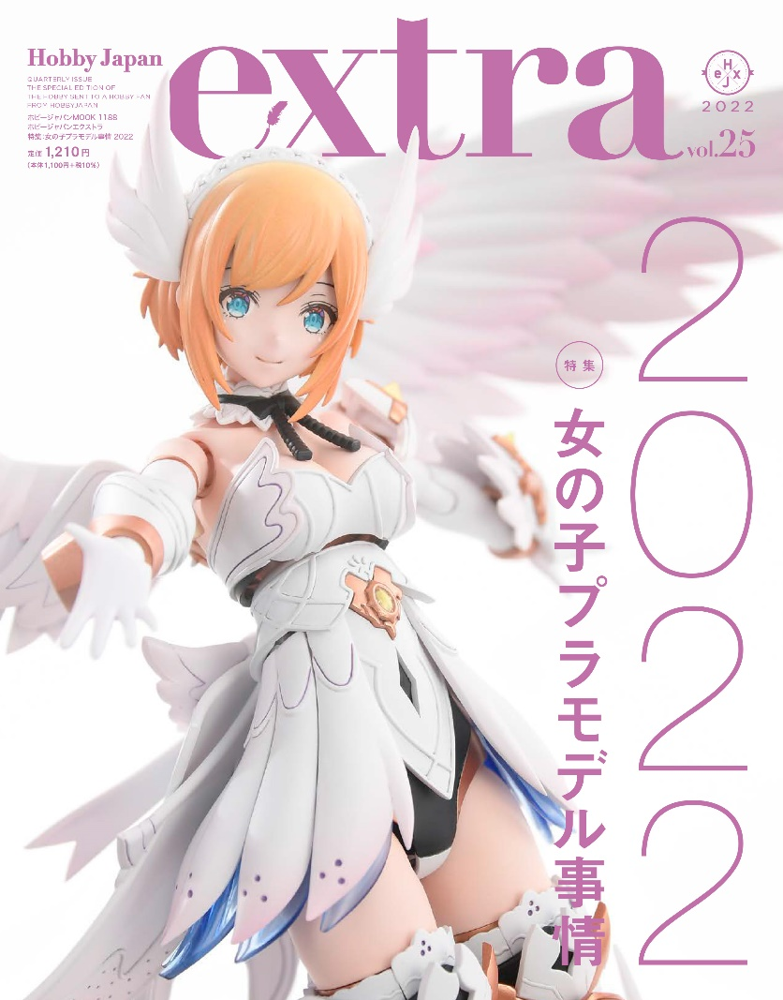 Hobby Japan
extra
QUARTERLY ISSUE
THE SPECIAL EDITION OF
THE HOBBY SENT TO A HOBBY FAN
FROM HOBBYJAPAN
ホビージャパンMOOK 1188
ホビージャパンエクストラ
特集:女の子プラモデル事情 2022
定価 1,210円
(本体1,100円+税10%)
H
e x
J
2022
vol.25
2022
特集
女の子プラモデル事情